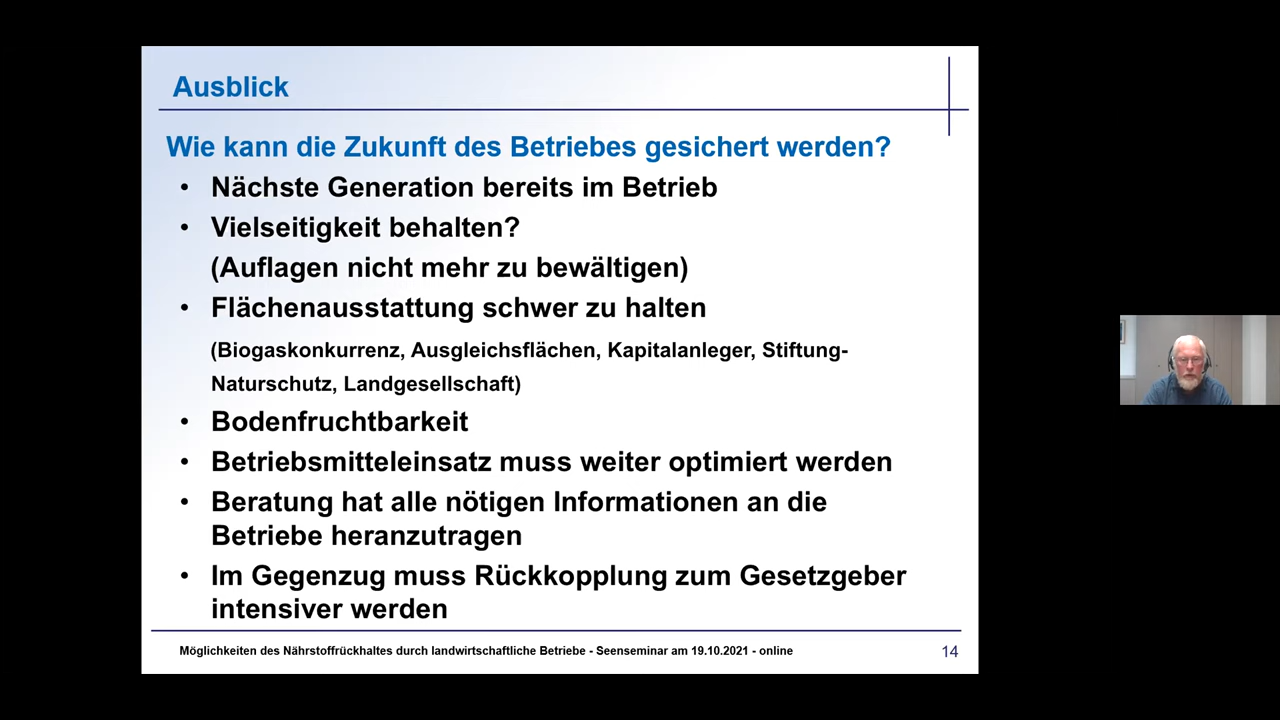 Ausblick
Wie kann die Zukunft des Betriebes gesichert werden?
• Nächste Generation bereits im Betrieb
• Vielseitigkeit behalten?
(Auflagen nicht mehr zu bewältigen)
• Flächenausstattung schwer zu halten
(Biogaskonkurrenz, Ausgleichsflächen, Kapitalanleger, Stiftung-
Naturschutz, Landgesellschaft)
• Bodenfruchtbarkeit
• Betriebsmitteleinsatz muss weiter optimiert werden
• Beratung hat alle nötigen Informationen an die
Betriebe heranzutragen
• Im Gegenzug muss Rückkopplung zum Gesetzgeber
intensiver werden
Möglichkeiten des Nährstoffrückhaltes durch landwirtschaftliche Betriebe - Seenseminar am 19.10.2021 - online
14